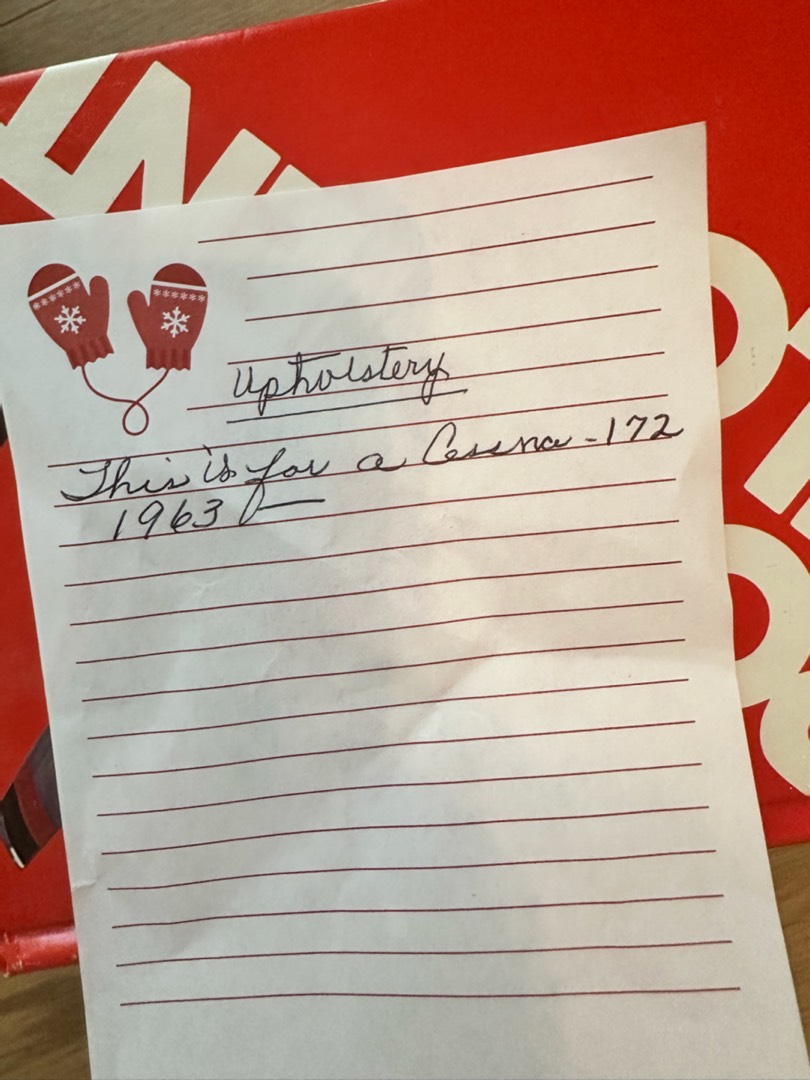 Upholstery
This is for a Cessna - 172
1963